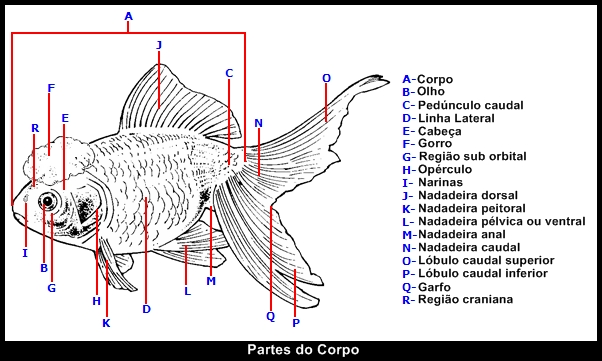 A
J
F
C
O
R
E
N
I
B
G
H
K
D
L
M
Q
P
A-Corpo
B-Olho
C-Pedúnculo caudal
D-Linha Lateral
E-Cabeça
F-Gorro
G-Região sub orbital
H-Opérculo
I-Narinas
J-Nadadeira dorsal
K-Nadadeira peitoral
L-Nadadeira pélvica ou ventral
M-Nadadeira anal
N-Nadadeira caudal
O-Lóbulo caudal superior
P-Lóbulo caudal inferior
Q-Garfo
R-Região craniana
Partes do Corpo